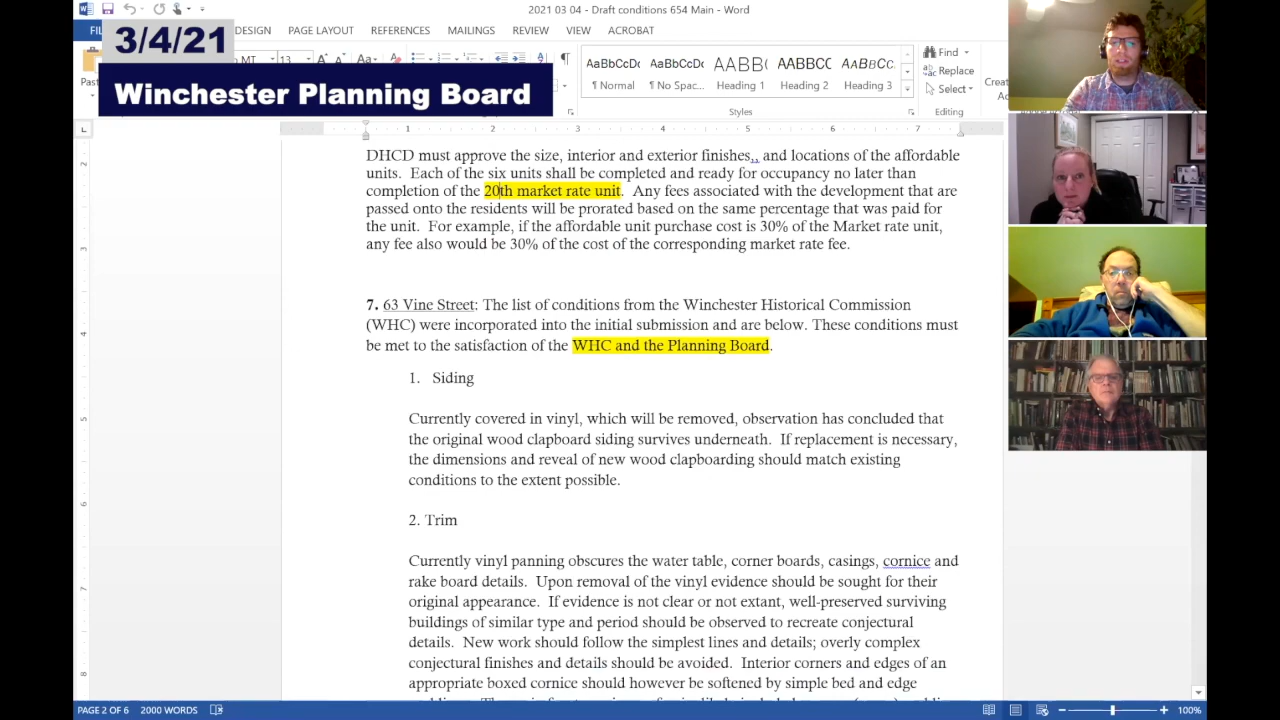 2021 03 04 - Draft conditions 654 Main - Word
DESIGN PAGE LAYOUT REFERENCES MAILINGS REVIEW VIEW ACROBAT
3/4/21
Winchester Planning Board
13
AaBbCcDc AaBbCcDc AABB( AABBCC AABBCC.
¶ Normal ¶ No Spac... Heading 1 Heading 2 Heading 3
Find
Replace
Select
Styles
Editing
1 2 3 4 5 6 7
DHCD must approve the size, interior and exterior finishes,, and locations of the affordable
units. Each of the six units shall be completed and ready for occupancy no later than
completion of the 20th market rate unit. Any fees associated with the development that are
passed onto the residents will be prorated based on the same percentage that was paid for
the unit. For example, if the affordable unit purchase cost is 30% of the Market rate unit,
any fee also would be 30% of the cost of the corresponding market rate fee.
7. 63 Vine Street: The list of conditions from the Winchester Historical Commission
(WHC) were incorporated into the initial submission and are below. These conditions must
be met to the satisfaction of the WHC and the Planning Board.
1. Siding
Currently covered in vinyl, which will be removed, observation has concluded that
the original wood clapboard siding survives underneath. If replacement is necessary,
the dimensions and reveal of new wood clapboarding should match existing
conditions to the extent possible.
2. Trim
Currently vinyl panning obscures the water table, corner boards, casings, cornice and
rake board details. Upon removal of the vinyl evidence should be sought for their
original appearance. If evidence is not clear or not extant, well-preserved surviving
buildings of similar type and period should be observed to recreate conjectural
details. New work should follow the simplest lines and details; overly complex
conjectural finishes and details should be avoided. Interior corners and edges of an
appropriate boxed cornice should however be softened by simple bed and edge
PAGE 2 OF 6 2000 WORDS
100%